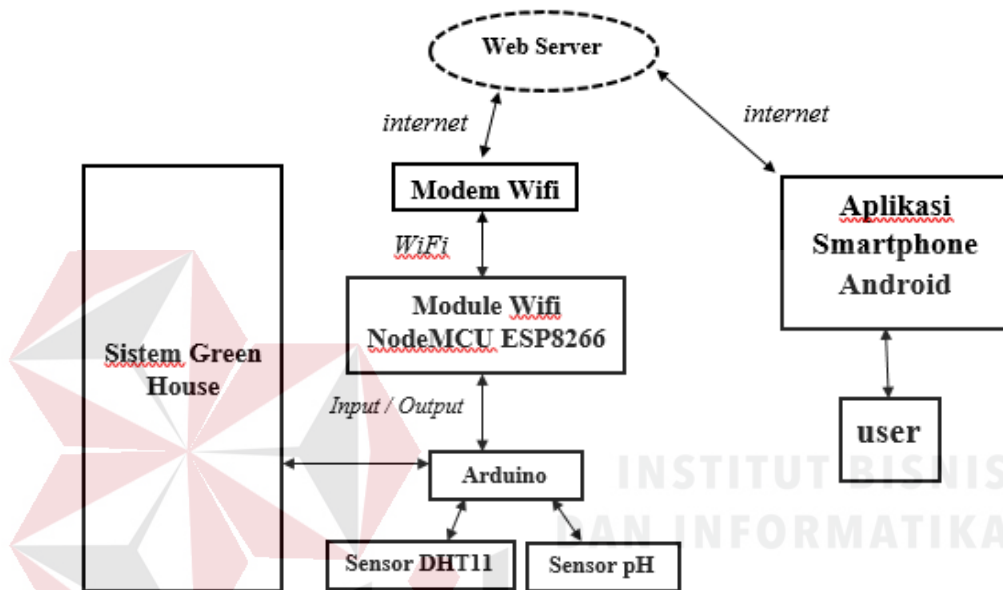 Web Server
internet
internet
Modem Wifi
WiFi
Module Wifi
NodeMCU ESP8266
Aplikasi
Smartphone
Android
Sistem Green
House
Input / Output
user
Arduino
Sensor DHT11
Sensor pH
INSTITUT BISNIS
DAN INFORMATIKA